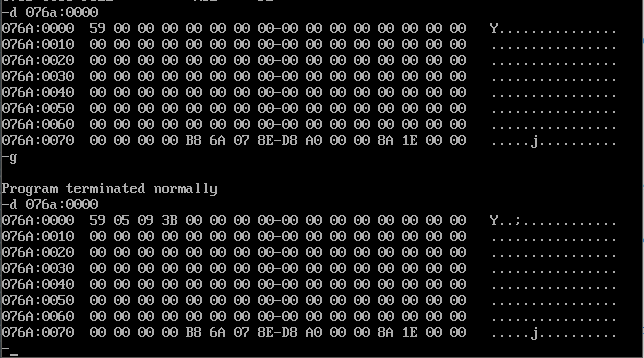 -d 076a:0000
076A:0000 59 00 00 00 00 00 00 00-00 00 00 00 00 00 00 00 Y...............
076A:0010 00 00 00 00 00 00 00 00-00 00 00 00 00 00 00 00 ................
076A:0020 00 00 00 00 00 00 00 00-00 00 00 00 00 00 00 00 ................
076A:0030 00 00 00 00 00 00 00 00-00 00 00 00 00 00 00 00 ................
076A:0040 00 00 00 00 00 00 00 00-00 00 00 00 00 00 00 00 ................
076A:0050 00 00 00 00 00 00 00 00-00 00 00 00 00 00 00 00 ................
076A:0060 00 00 00 00 00 00 00 00-00 00 00 00 00 00 00 00 ................
076A:0070 00 00 00 00 B8 6A 07 8E-D8 A0 00 00 8A 1E 00 00 .....j..........
-g
Program terminated normally
-d 076a:0000
076A:0000 59 05 09 3B 00 00 00 00-00 00 00 00 00 00 00 00 Y..;............
076A:0010 00 00 00 00 00 00 00 00-00 00 00 00 00 00 00 00 ................
076A:0020 00 00 00 00 00 00 00 00-00 00 00 00 00 00 00 00 ................
076A:0030 00 00 00 00 00 00 00 00-00 00 00 00 00 00 00 00 ................
076A:0040 00 00 00 00 00 00 00 00-00 00 00 00 00 00 00 00 ................
076A:0050 00 00 00 00 00 00 00 00-00 00 00 00 00 00 00 00 ................
076A:0060 00 00 00 00 00 00 00 00-00 00 00 00 00 00 00 00 ................
076A:0070 00 00 00 00 B8 6A 07 8E-D8 A0 00 00 8A 1E 00 00 .....j..........
-_